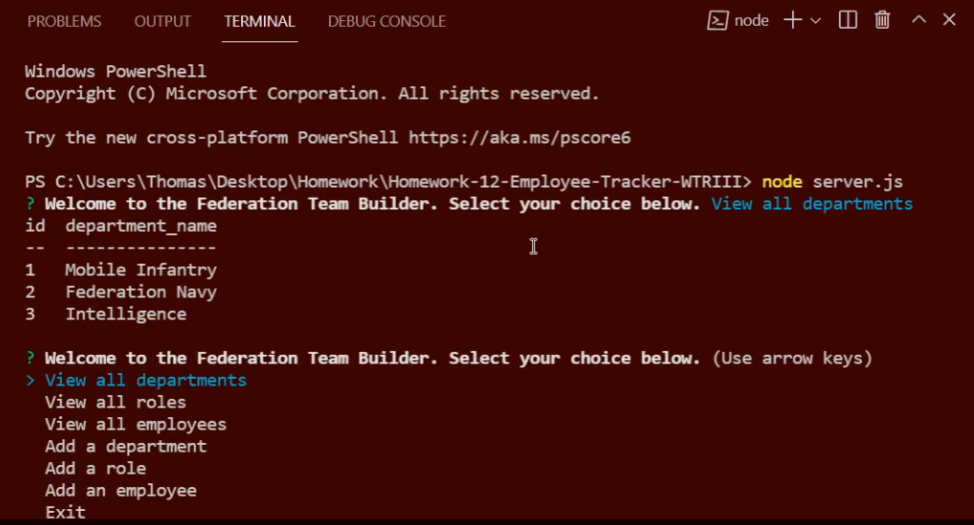 PROBLEMS OUTPUT TERMINAL DEBUG CONSOLE node
Windows PowerShell
Copyright (C) Microsoft Corporation. All rights reserved.
Try the new cross-platform PowerShell https://aka.ms/pscore6
PS C:\Users\Thomas\Desktop\Homework\Homework-12-Employee-Tracker-WTRIII> node server.js
? Welcome to the Federation Team Builder. Select your choice below. View all departments
id  department_name
--  ---------------
1   Mobile Infantry
2   Federation Navy
3   Intelligence
? Welcome to the Federation Team Builder. Select your choice below. (Use arrow keys)
> View all departments
  View all roles
  View all employees
  Add a department
  Add a role
  Add an employee
  Exit